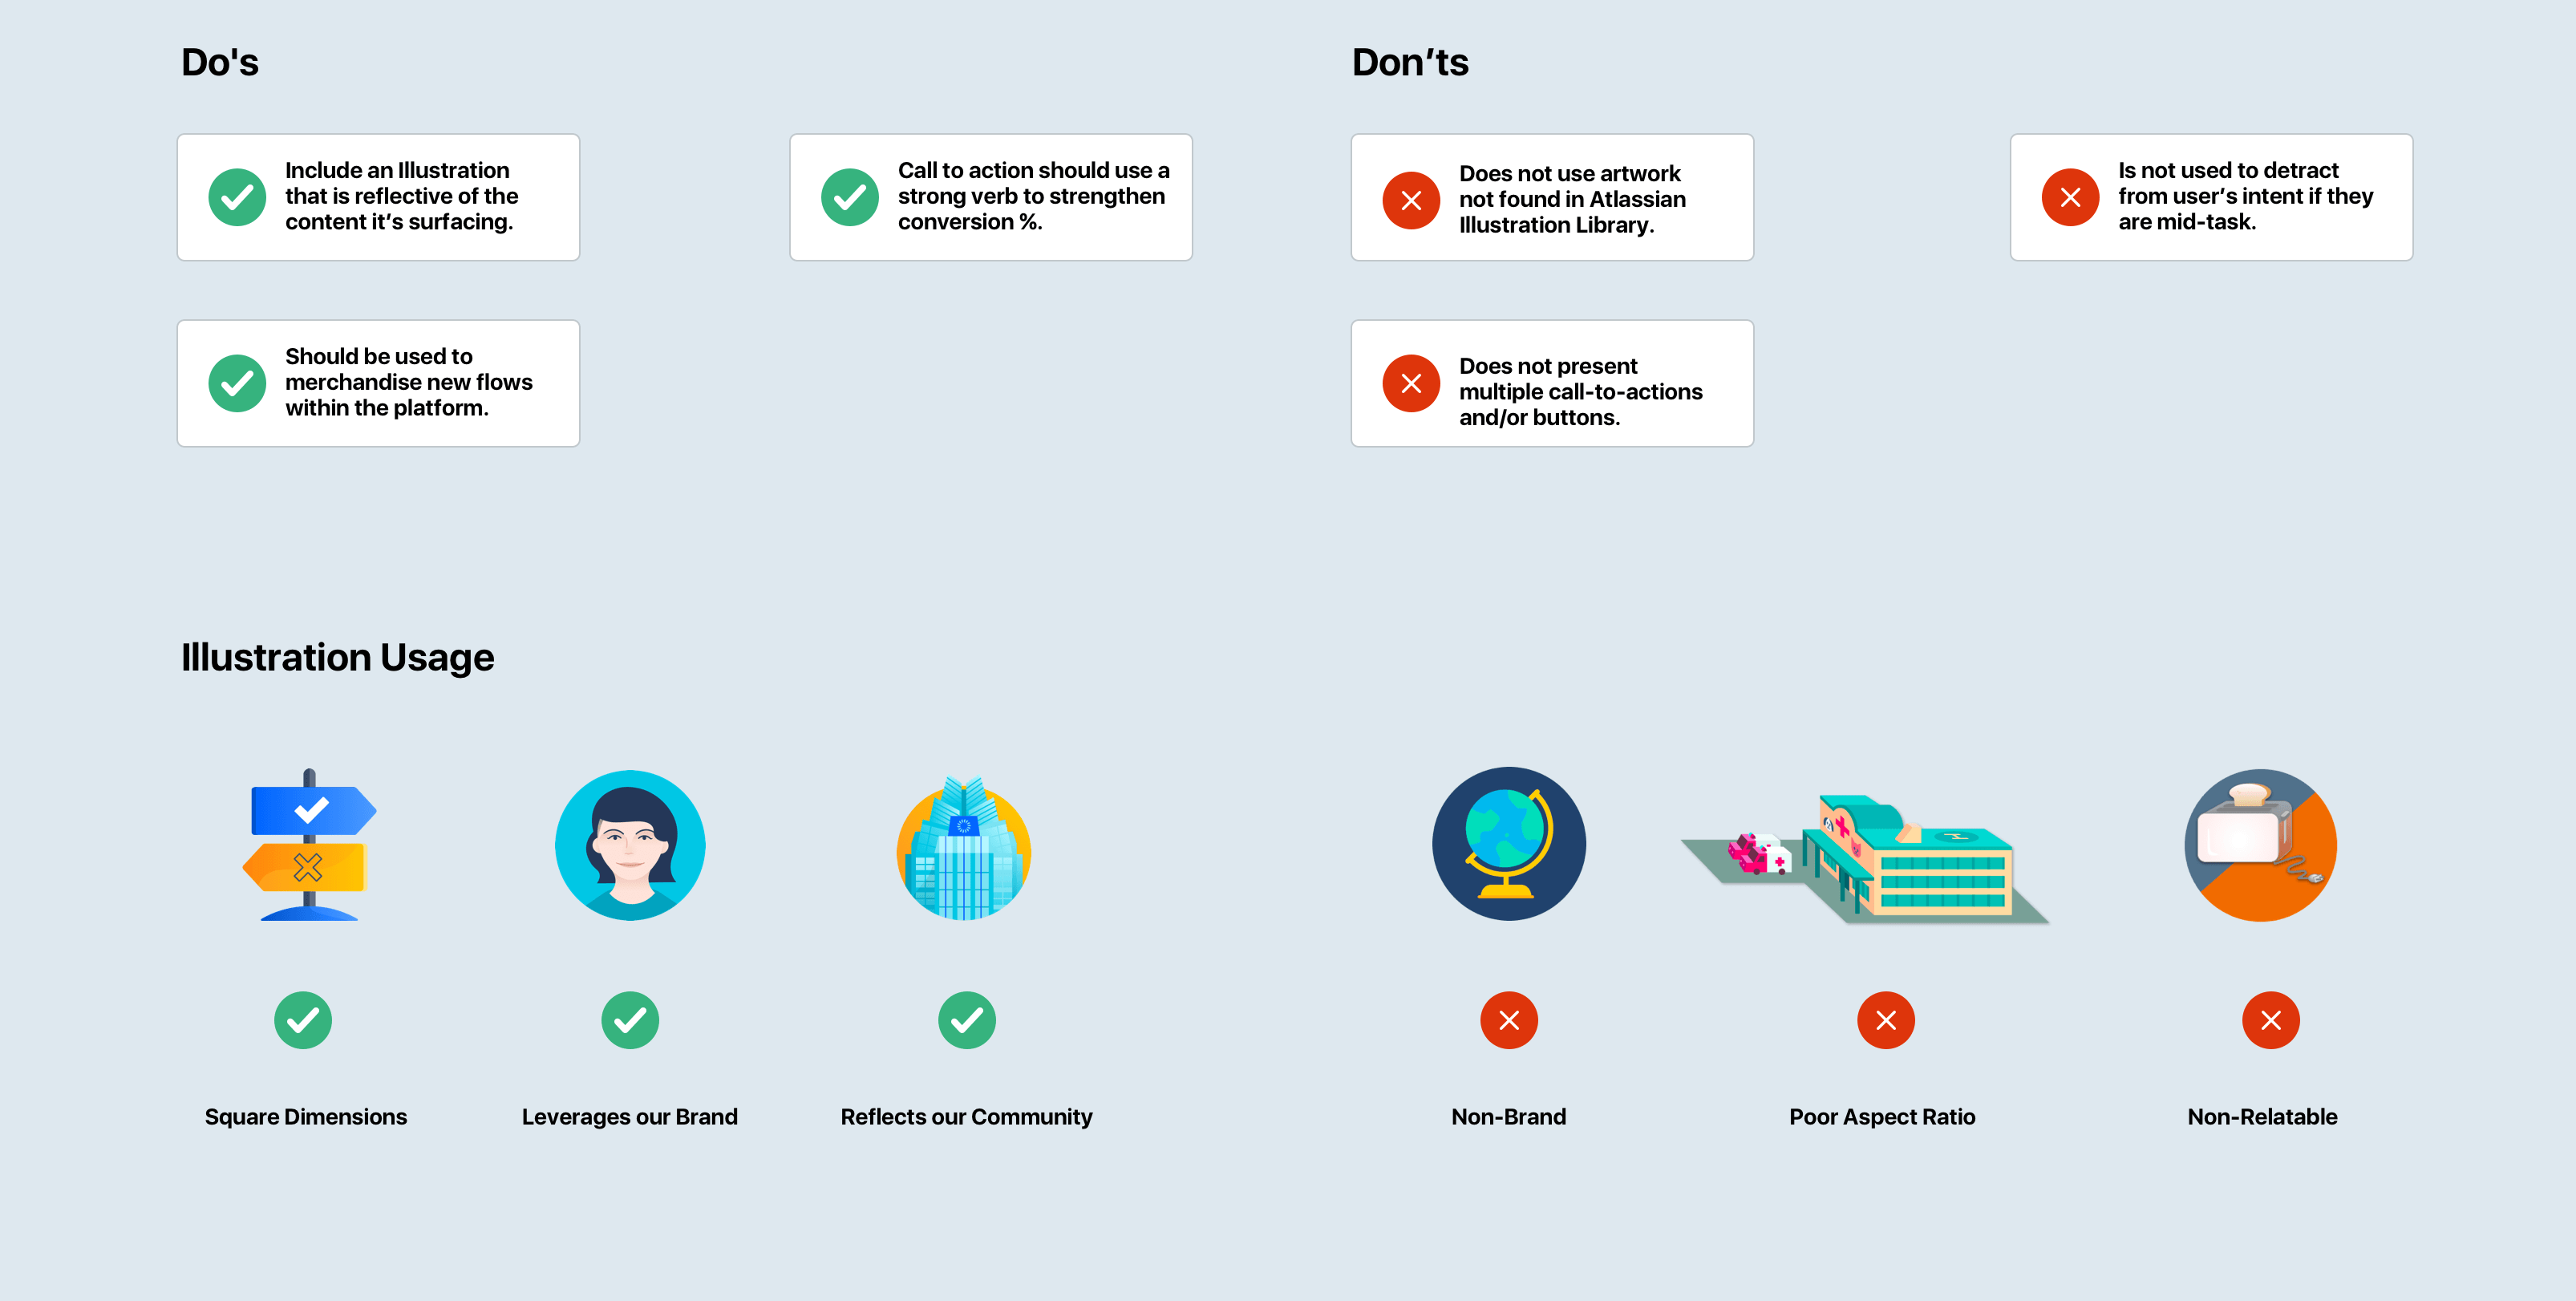 Do's
Include an Illustration
that is reflective of the
content it’s surfacing.
Call to action should use a
strong verb to strengthen
conversion %.
Should be used to
merchandise new flows
within the platform.
Don’ts
Does not use artwork
not found in Atlassian
Illustration Library.
Is not used to detract
from user’s intent if they
are mid-task.
Does not present
multiple call-to-actions
and/or buttons.
Illustration Usage
Square Dimensions
Leverages our Brand
Reflects our Community
Non-Brand
Poor Aspect Ratio
Non-Relatable